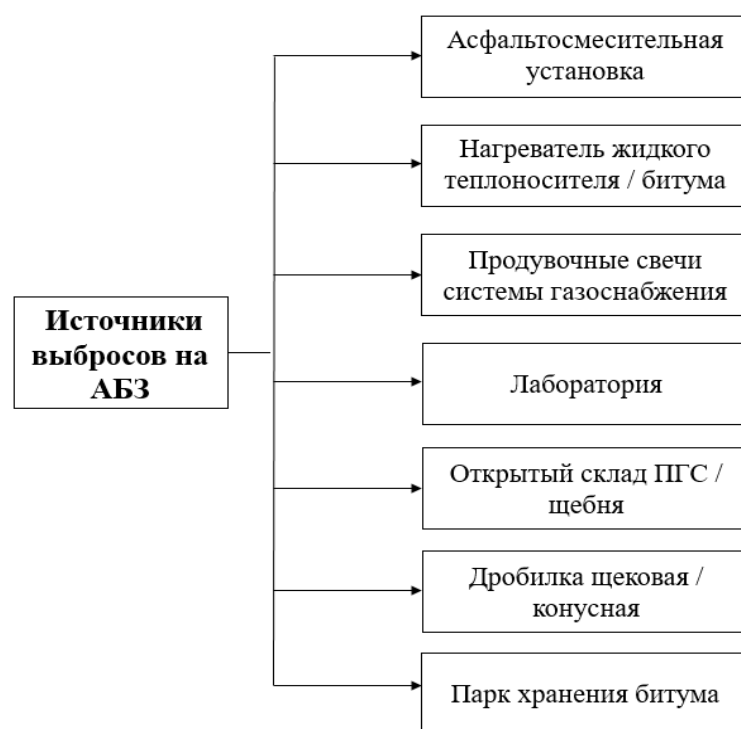 Источники
выбросов на
АБЗ
Асфальтосмесительная
установка
Нагреватель жидкого
теплоносителя / битума
Продувочные свечи
системы газоснабжения
Лаборатория
Открытый склад ПГС /
щебня
Дробилка щековая /
конусная
Парк хранения битума